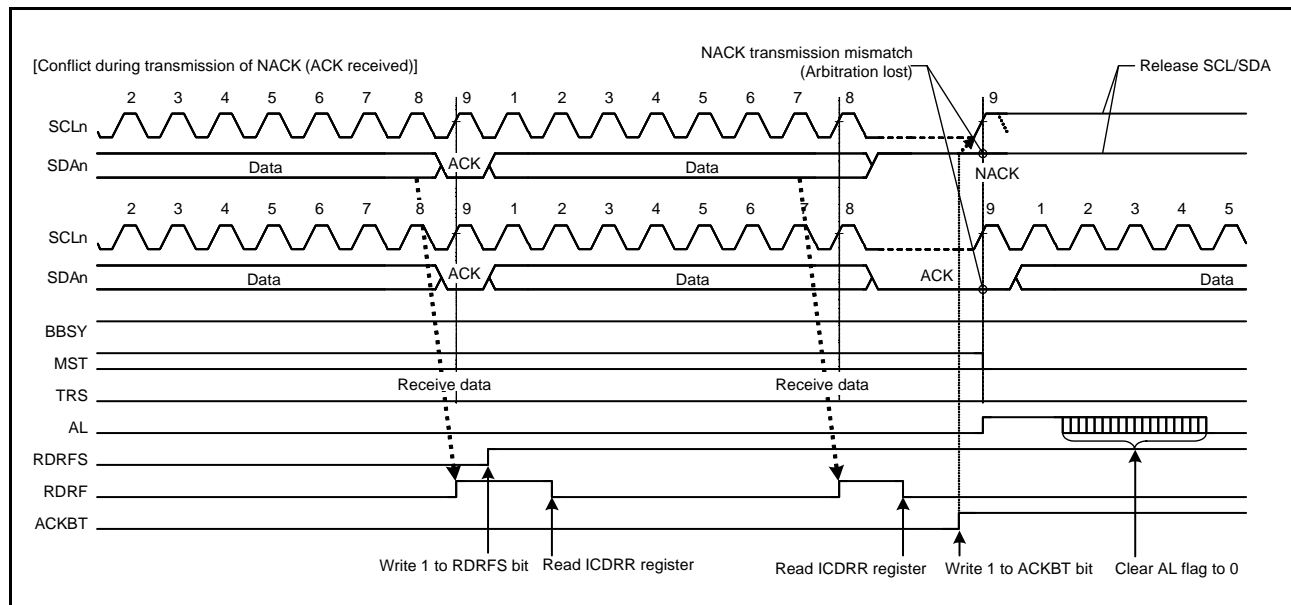 NACK transmission mismatch
(Arbitration lost)
Release SCL/SDA
[Conflict during transmission of NACK (ACK received)]
2 3 4 5 6 7 8 9 1 2 3 4 5 6 7 8 9
SCLn
SDAn Data ACK Data NACK
2 3 4 5 6 7 8 9 1 2 3 4 5 6 7 8 9 1 2 3 4 5
SCLn
SDAn Data ACK Data ACK Data
BBSY
MST
Receive data Receive data
TRS
AL
RDRFS
RDRF
ACKBT
Write 1 to RDRFS bit Read ICDRR register Read ICDRR register Write 1 to ACKBT bit Clear AL flag to 0